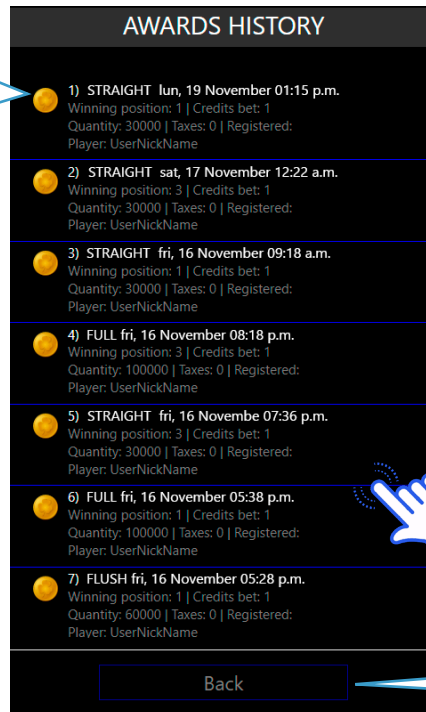 AWARDS HISTORY
1) STRAIGHT lun, 19 November 01:15 p.m.
Winning position: 1 | Credits bet: 1
Quantity: 30000 | Taxes: 0 | Registered:
Player: UserNickName
2) STRAIGHT sat, 17 November 12:22 a.m.
Winning position: 3 | Credits bet: 1
Quantity: 30000 | Taxes: 0 | Registered:
Player: UserNickName
3) STRAIGHT fri, 16 November 09:18 a.m.
Winning position: 1 | Credits bet: 1
Quantity: 30000 | Taxes: 0 | Registered:
Player: UserNickName
4) FULL fri, 16 November 08:18 p.m.
Winning position: 3 | Credits bet: 1
Quantity: 100000 | Taxes: 0 | Registered:
Player: UserNickName
5) STRAIGHT fri, 16 Novembe 07:36 p.m.
Winning position: 3 | Credits bet: 1
Quantity: 30000 | Taxes: 0 | Registered:
Player: UserNickName
6) FULL fri, 16 November 05:38 p.m.
Winning position: 1 | Credits bet: 1
Quantity: 100000 | Taxes: 0 | Registered:
Player: UserNickName
7) FLUSH fri, 16 November 05:28 p.m.
Winning position: 1 | Credits bet: 1
Quantity: 60000 | Taxes: 0 | Registered:
Player: UserNickName
Back